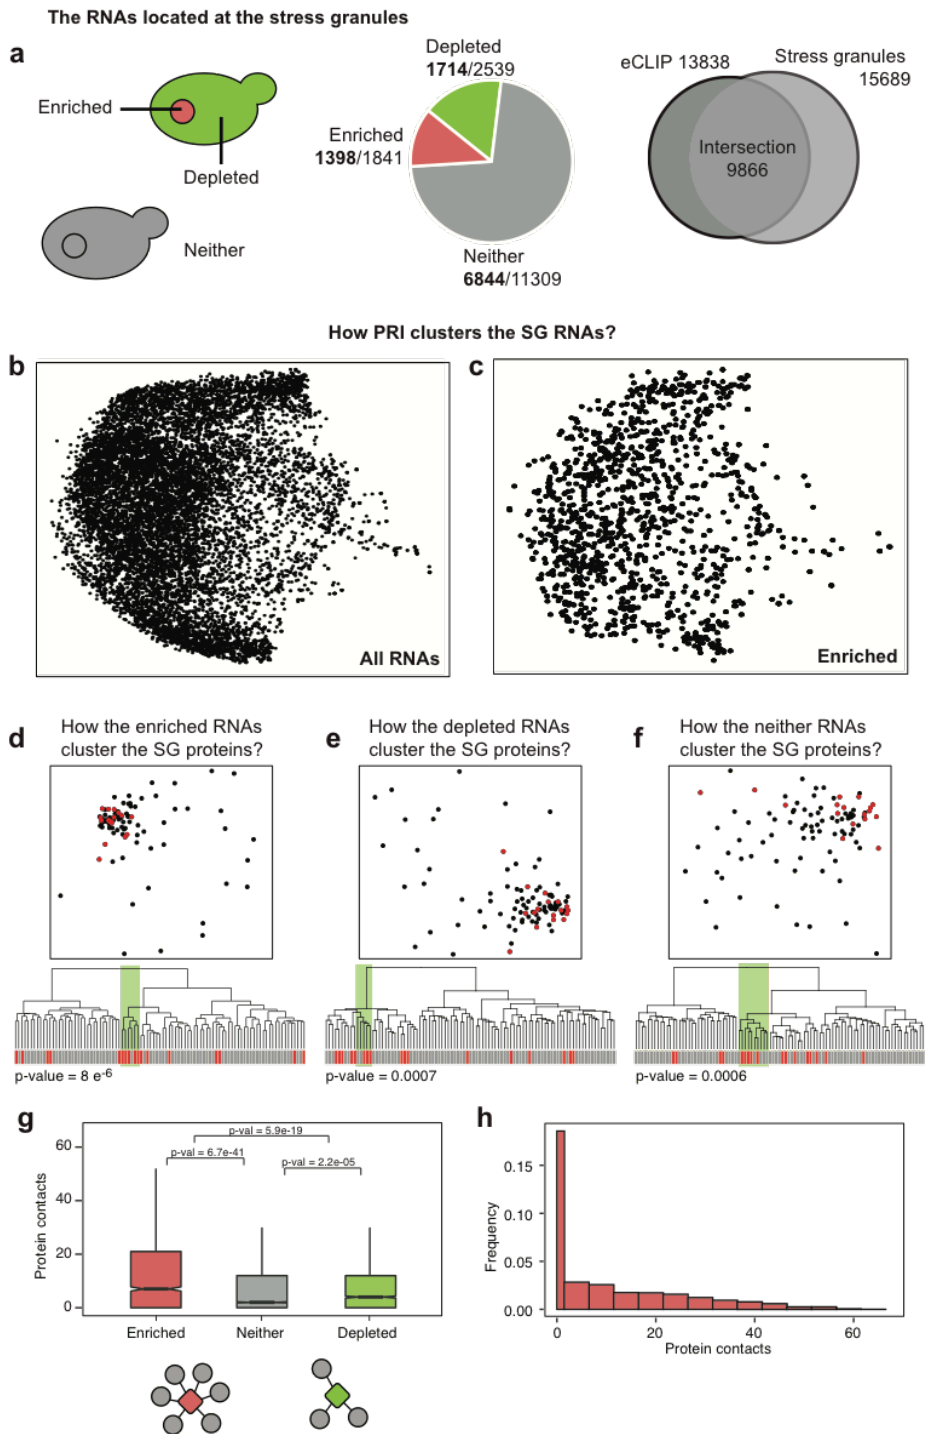 The RNAs located at the stress granules
a
Enriched
Depleted
Neither
Depleted
1714/2539
Enriched
1398/1841
Neither
6844/11309
eCLIP 13838
Stress granules
15689
Intersection
9866
How PRI clusters the SG RNAs?
b
All RNAs
c
Enriched
d
How the enriched RNAs
cluster the SG proteins?
p-value = 8 e-6
e
How the depleted RNAs
cluster the SG proteins?
p-value = 0.0007
f
How the neither RNAs
cluster the SG proteins?
p-value = 0.0006
g
p-val = 5.9e-19
p-val = 6.7e-41
p-val = 2.2e-05
Protein contacts
60
40
20
0
Enriched
Neither
Depleted
h
Frequency
0.15
0.10
0.05
0.00
0
20
40
60
Protein contacts